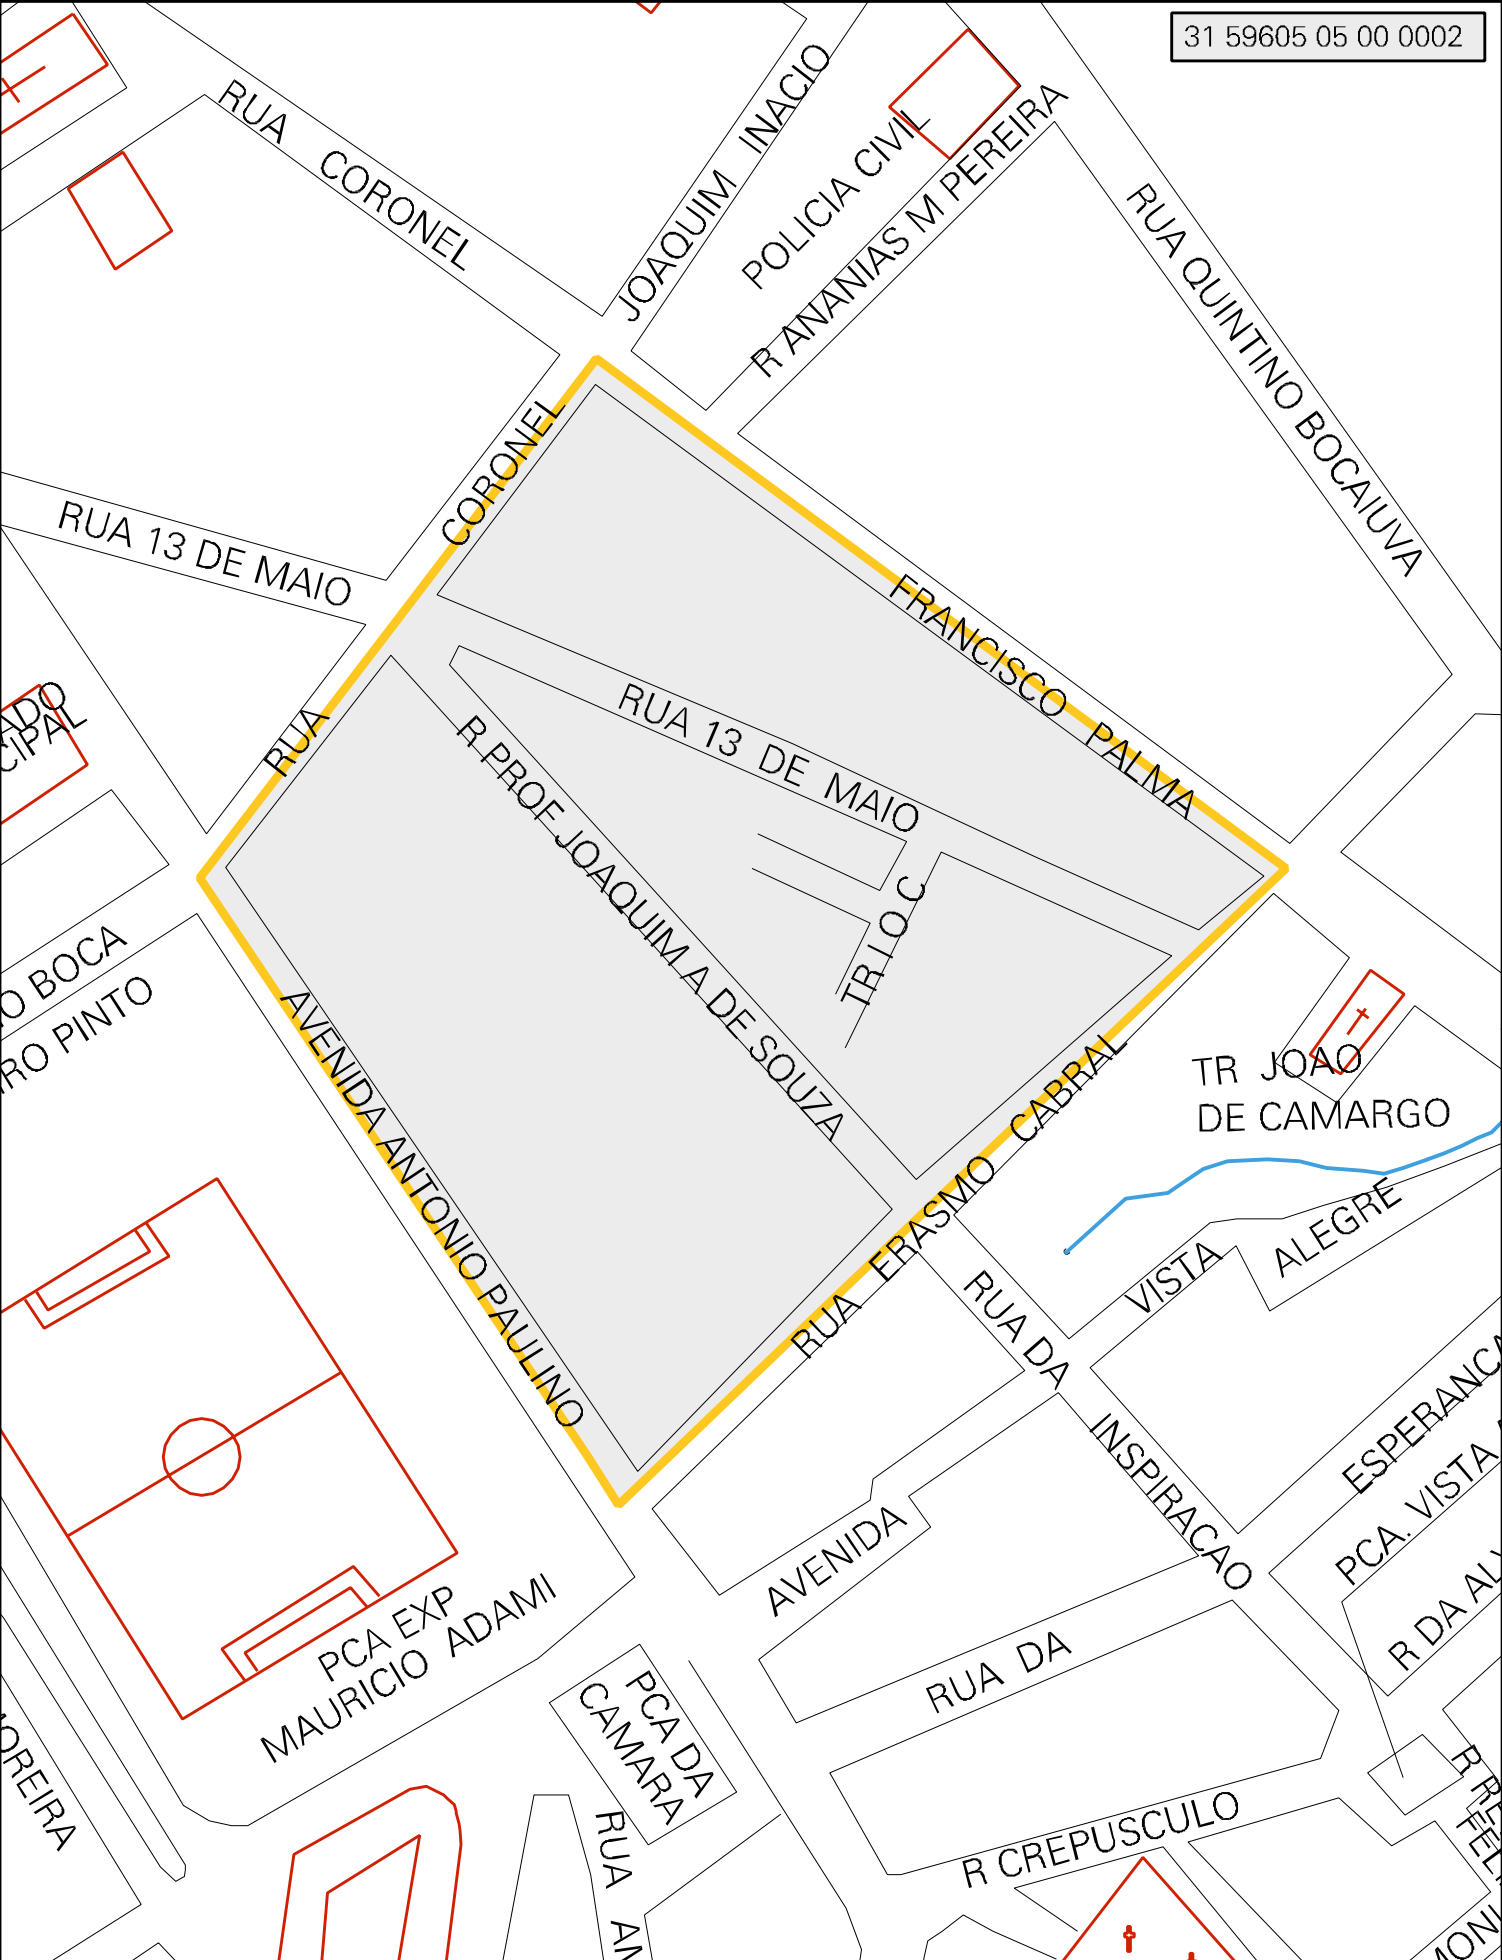 31 59605 05 00 0002
RUA CORONEL
JOAQUIM INACIO
POLICIA CIVIL
R ANANIAS M PEREIRA
RUA QUINTINO BOCAIUVA
RUA 13 DE MAIO
RUA CORONEL
FRANCISCO PALMA
ADO
CIPAL
RUA 13 DE MAIO
R PROF JOAQUIM A DE SOUZA
TR I O C
O BOCA
RO PINTO
AVENIDA ANTONIO PAULINO
RUA ERASMO CABRAL
TR JOAO
DE CAMARGO
VISTA ALEGRE
RUA DA INSPIRACAO
ESPERANCA
PCA. VISTA
R DA AL
AVENIDA
PCA EXP
MAURICIO ADAMI
RUA DA
PCA DA
CAMARA
OREIRA
R CREPUSCULO
RUA